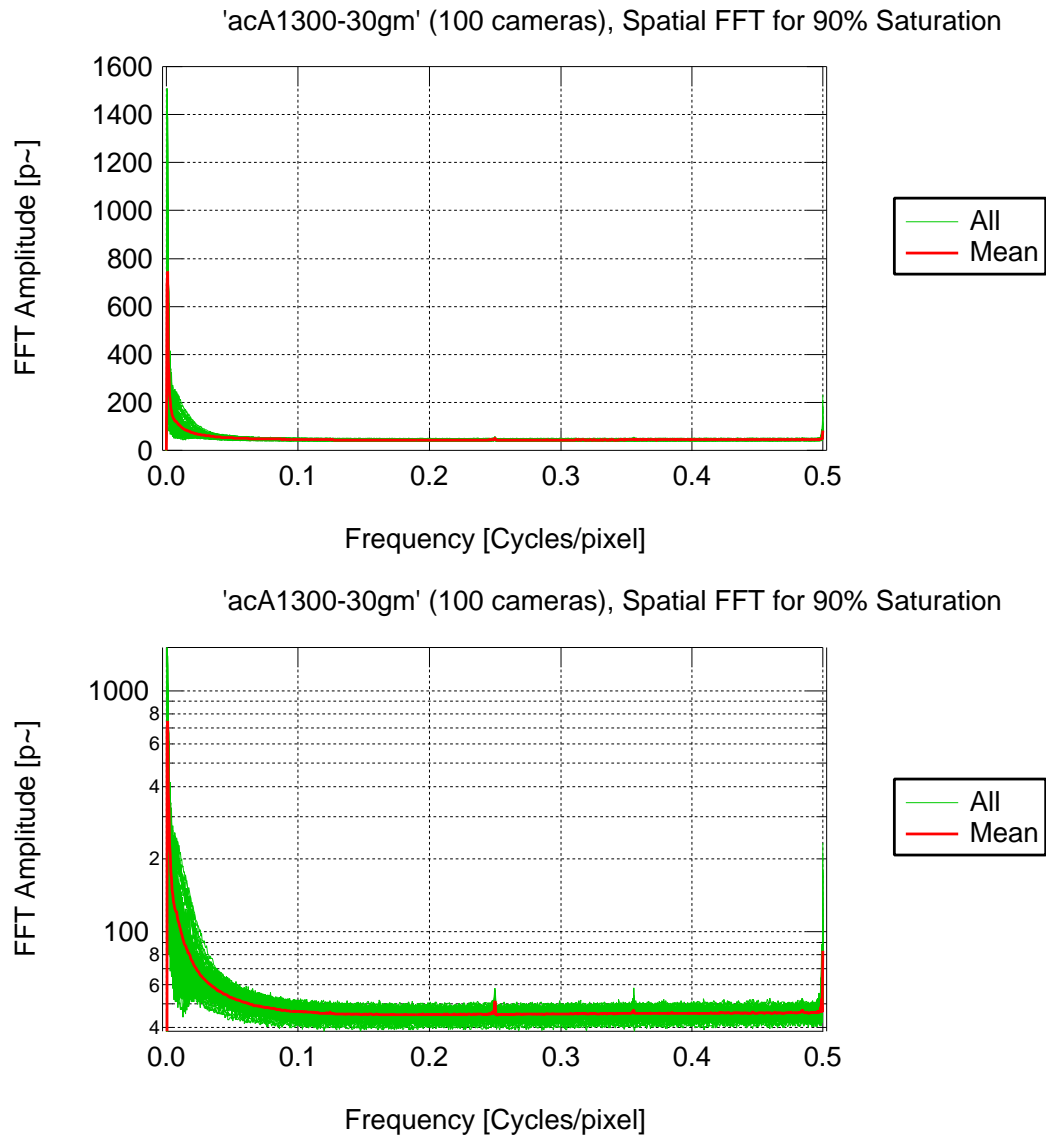 'acA1300-30gm' (100 cameras), Spatial FFT for 90% Saturation
1600
1400
1200
1000
800
600
400
200
0
FFT Amplitude [p~]
0.0 0.1 0.2 0.3 0.4 0.5
Frequency [Cycles/pixel]
All
Mean
'acA1300-30gm' (100 cameras), Spatial FFT for 90% Saturation
1000
8
6
4
2
100
8
6
4
FFT Amplitude [p~]
0.0 0.1 0.2 0.3 0.4 0.5
Frequency [Cycles/pixel]
All
Mean